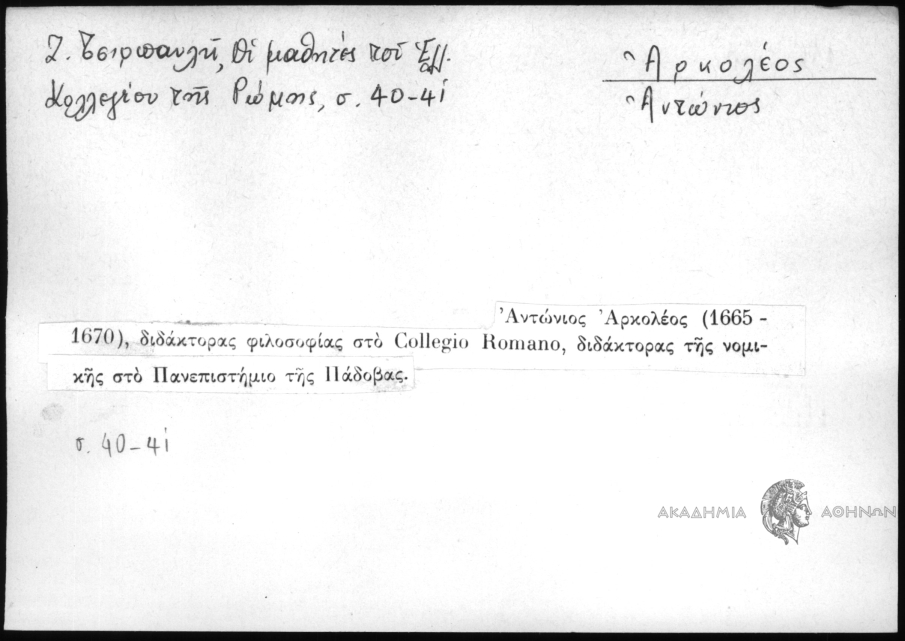 Ζ. Τσιρπανλῆ, Οἱ μαθητές τοῦ Ἑλλ.
Κολλεγίου τῆς Ρώμης, σ. 40-41
Ἀρκολέος
Ἀντώνιος
Ἀντώνιος Ἀρκολέος (1665-
1670), διδάκτορας φιλοσοφίας στὸ Collegio Romano, διδάκτορας τῆς νομι-
κῆς στὸ Πανεπιστήμιο τῆς Πάδοβας.
σ. 40-41
ΑΚΑΔΗΜΙΑ ΑΘΗΝΩΝ